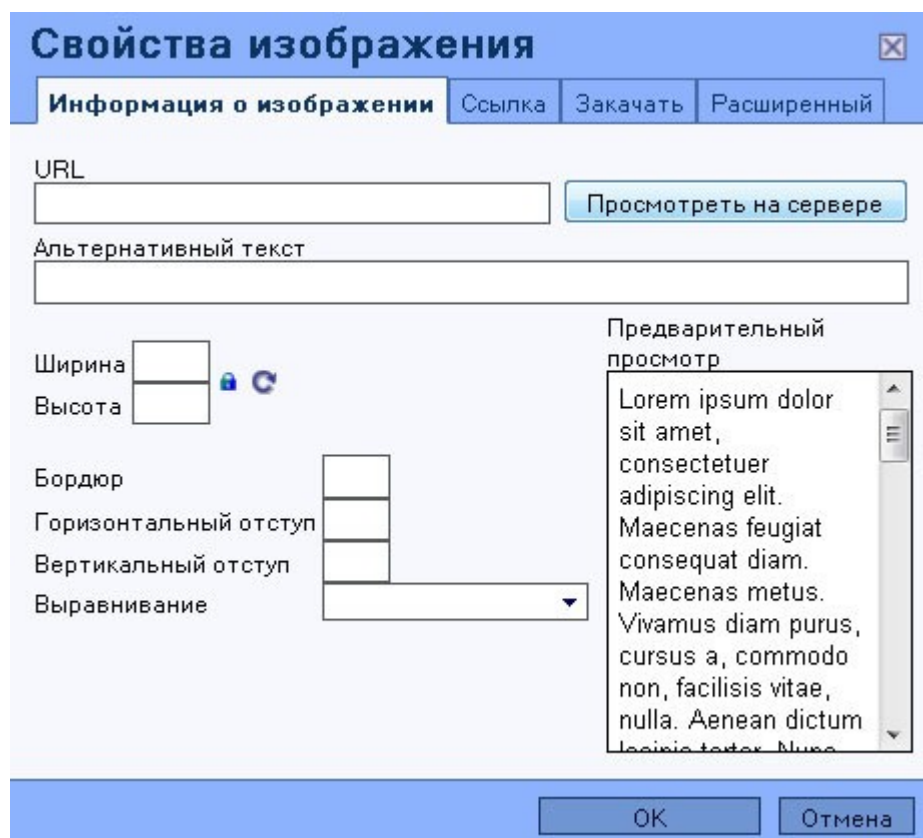 Свойства изображения
Информация о изображении Ссылка Закачать Расширенный
URL
Просмотреть на сервере
Альтернативный текст
Предварительный
просмотр
Ширина
Высота
Бордюр
Горизонтальный отступ
Вертикальный отступ
Выравнивание
Lorem ipsum dolor
sit amet,
consectetuer
adipiscing elit.
Maecenas feugiat
consequat diam.
Maecenas metus.
Vivamus diam purus,
cursus a, commodo
non, facilisis vitae,
nulla. Aenean dictum
OK Отмена